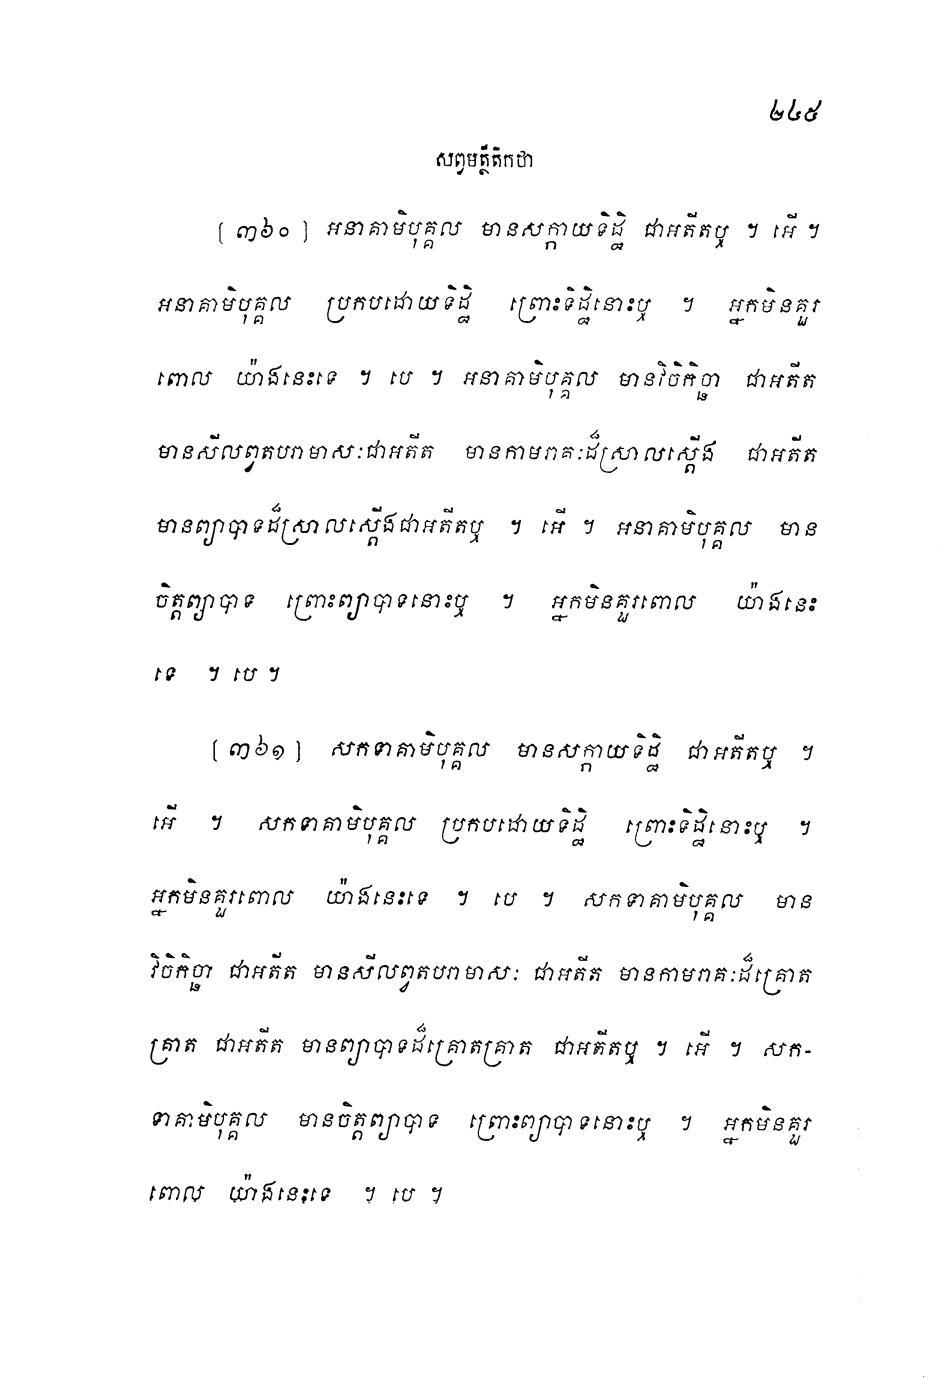 ២៤៥
សព្វមត្ថីតិកថា
[៣៦០] អនាគាមិបុគ្គល មានសក្កាយទិដ្ឋិ ជាអតីតឬ ។ អើ ។
អនាគាមិបុគ្គល ប្រកបដោយទិដ្ឋិ ព្រោះទិដ្ឋិនោះឬ ។ អ្នកមិនគួរ
ពោល យ៉ាងនេះទេ ។ បេ ។ អនាគាមិបុគ្គល មានវិចិកិច្ឆា ជាអតីត
មានសីលព្វតបរាមាសៈជាអតីត មានកាមរាគៈដ៏ស្រាលស្តើង ជាអតីត
មានព្យាបាទដ៏ស្រាលស្តើងជាអតីតឬ ។ អើ ។ អនាគាមិបុគ្គល មាន
ចិត្តព្យាបាទ ព្រោះព្យាបាទនោះឬ ។ អ្នកមិនគួរពោល យ៉ាងនេះ
ទេ ។ បេ ។
[៣៦១] សកទាគាមិបុគ្គល មានសក្កាយទិដ្ឋិ ជាអតីតឬ ។
អើ ។ សកទាគាមិបុគ្គល ប្រកបដោយទិដ្ឋិ ព្រោះទិដ្ឋិនោះឬ ។
អ្នកមិនគួរពោល យ៉ាងនេះទេ ។ បេ ។ សកទាគាមិបុគ្គល មាន
វិចិកិច្ឆា ជាអតីត មានសីលព្វតបរាមាសៈ ជាអតីត មានកាមរាគៈដ៏គ្រោត
គ្រាត ជាអតីត មានព្យាបាទដ៏គ្រោតគ្រាត ជាអតីតឬ ។ អើ ។ សក-
ទាគាមិបុគ្គល មានចិត្តព្យាបាទ ព្រោះព្យាបាទនោះឬ ។ អ្នកមិនគួរ
ពោល យ៉ាងនេះទេ ។ បេ ។